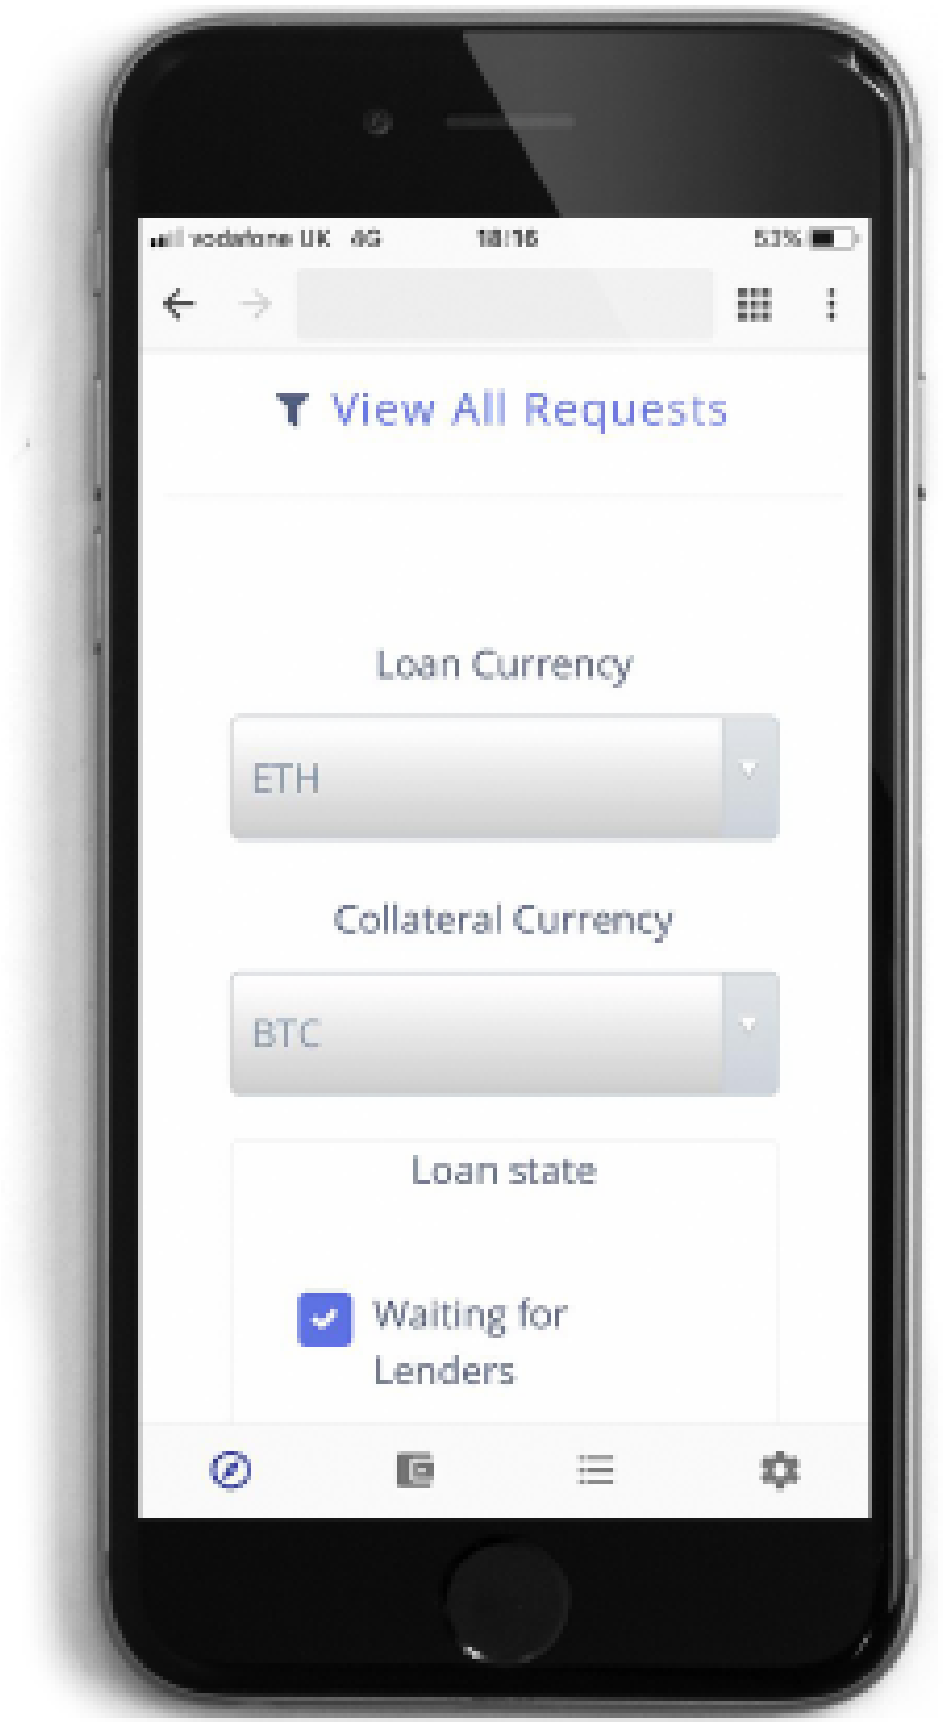 vodafone UK 4G 18:16 53%
View All Requests
Loan Currency
ETH
Collateral Currency
BTC
Loan state
Waiting for
Lenders